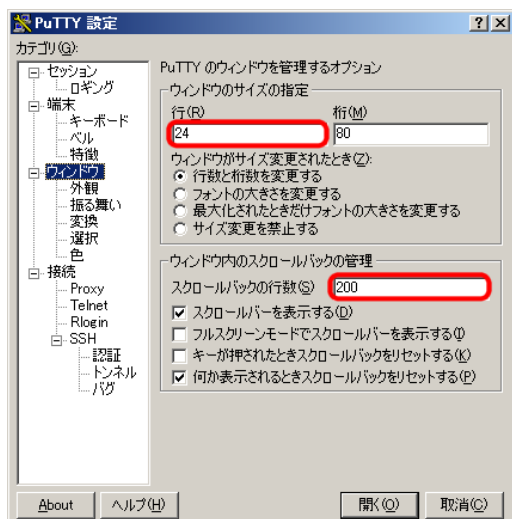 PuTTY 設定
カテゴリ(G):
セッション
ロギング
端末
キーボード
ベル
特徴
ウィンドウ
外観
振る舞い
変換
選択
色
接続
Proxy
Telnet
Rlogin
SSH
認証
トンネル
バグ
PuTTY のウィンドウを管理するオプション
ウィンドウのサイズの指定
行(R) 桁(M)
24 80
ウィンドウがサイズ変更されたとき(Z):
行数と桁数を変更する
フォントの大きさを変更する
最大化されたときだけフォントの大きさを変更する
サイズ変更を禁止する
ウィンドウ内のスクロールバックの管理
スクロールバックの行数(S) 200
スクロールバーを表示する(D)
フルスクリーンモードでスクロールバーを表示する(I)
キーが押されたときスクロールバックをリセットする(K)
何か表示されるときスクロールバックをリセットする(P)
About ヘルプ(H) 開く(O) 取消(C)